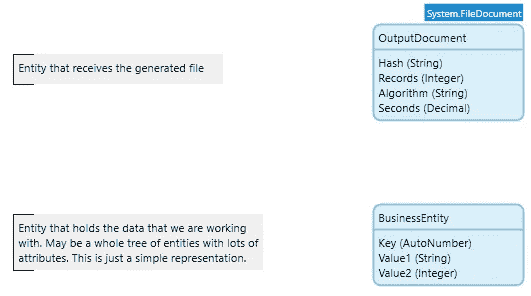 System.FileDocument
OutputDocument
Entity that receives the generated file
Hash (String)
Records (Integer)
Algorithm (String)
Seconds (Decimal)
Entity that holds the data that we are working
with. May be a whole tree of entities with lots of
attributes. This is just a simple representation.
BusinessEntity
Key (AutoNumber)
Value1 (String)
Value2 (Integer)